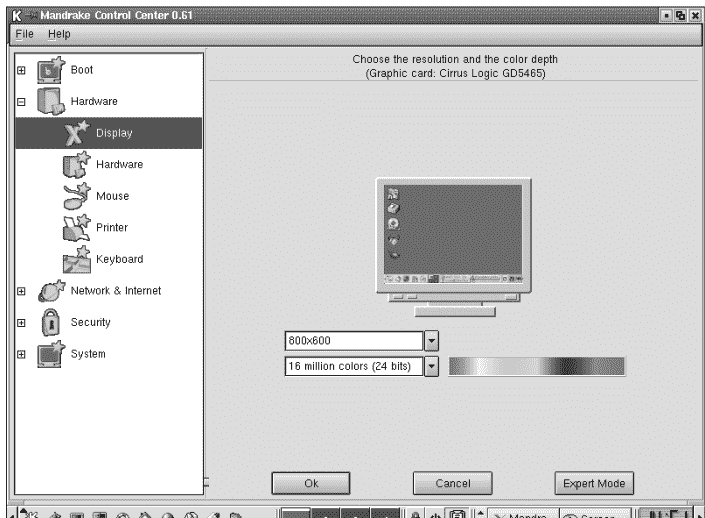 Mandrake Control Center 0.61
File Help
Choose the resolution and the color depth
(Graphic card: Cirrus Logic GD5465)
Boot
Hardware
Display
Hardware
Mouse
Printer
Keyboard
Network & Internet
Security
System
800x600
16 million colors (24 bits)
Ok Cancel Expert Mode